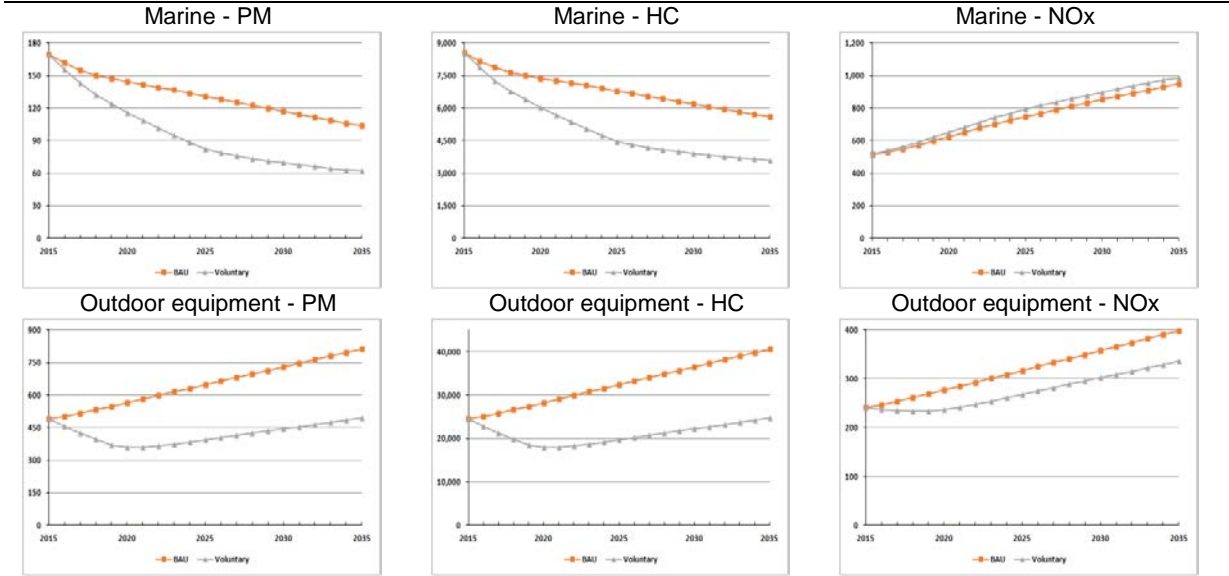 Marine - PM
180
150
120
90
60
30
0
2015 2020 2025 2030 2035
BAU Voluntary
Marine - HC
9,000
7,500
6,000
4,500
3,000
1,500
0
2015 2020 2025 2030 2035
BAU Voluntary
Marine - NOx
1,200
1,000
800
600
400
200
0
2015 2020 2025 2030 2035
BAU Voluntary
Outdoor equipment - PM
900
750
600
450
300
150
0
2015 2020 2025 2030 2035
BAU Voluntary
Outdoor equipment - HC
40,000
30,000
20,000
10,000
0
2015 2020 2025 2030 2035
BAU Voluntary
Outdoor equipment - NOx
400
300
200
100
0
2015 2020 2025 2030 2035
BAU Voluntary